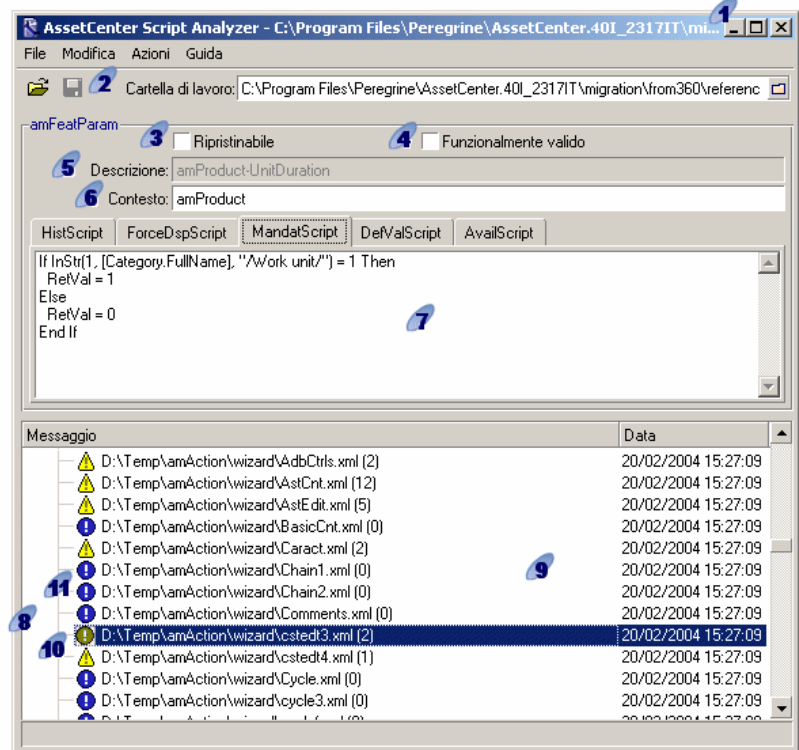 1
AssetCenter Script Analyzer - C:\Program Files\Peregrine\AssetCenter.40I_2317IT\mi...
File Modifica Azioni Guida
2 Cartella di lavoro: C:\Program Files\Peregrine\AssetCenter.40I_2317IT\migration\from360\referenc
amFeatParam
3 Ripristinabile 4 Funzionalmente valido
5 Descrizione: amProduct-UnitDuration
6 Contesto: amProduct
HistScript ForceDspScript MandatScript DefValScript AvailScript
If InStr(1, [Category.FullName], "/Work unit/") = 1 Then
RetVal = 1
Else
RetVal = 0
7
End If
Messaggio Data
D:\Temp\amAction\wizard\AdbCtrls.xml (2) 20/02/2004 15:27:09
D:\Temp\amAction\wizard\AstCnt.xml (12) 20/02/2004 15:27:09
D:\Temp\amAction\wizard\AstEdit.xml (5) 20/02/2004 15:27:09
D:\Temp\amAction\wizard\BasicCnt.xml (0) 20/02/2004 15:27:09
D:\Temp\amAction\wizard\Caract.xml (2) 20/02/2004 15:27:09
9
D:\Temp\amAction\wizard\Chain1.xml (0) 20/02/2004 15:27:09
11
D:\Temp\amAction\wizard\Chain2.xml (0) 20/02/2004 15:27:09
D:\Temp\amAction\wizard\Comments.xml (0) 20/02/2004 15:27:09
8
D:\Temp\amAction\wizard\cstedt3.xml (2) 20/02/2004 15:27:09
10
D:\Temp\amAction\wizard\cstedt4.xml (1) 20/02/2004 15:27:09
D:\Temp\amAction\wizard\Cycle.xml (0) 20/02/2004 15:27:09
D:\Temp\amAction\wizard\cycle3.xml (0) 20/02/2004 15:27:09